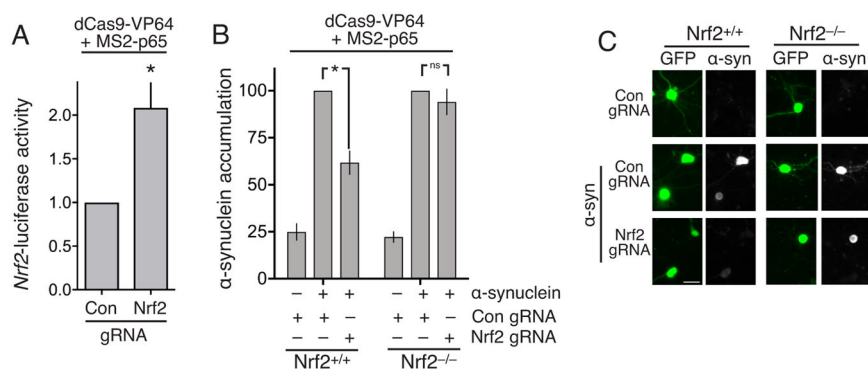 A
dCas9-VP64
+ MS2-p65
Nrf2-luciferase activity
*
2.0
1.5
1.0
0.5
0.0
Con Nrf2
gRNA
B
dCas9-VP64
+ MS2-p65
α-synuclein accumulation
100
75
50
25
0
* ns
– + + – + + α-synuclein
+ + – + + – Con gRNA
– – + – – + Nrf2 gRNA
Nrf2+/+ Nrf2–/–
C
Nrf2+/+ Nrf2–/–
GFP α-syn GFP α-syn
Con
gRNA
α-syn
Con
gRNA
Nrf2
gRNA